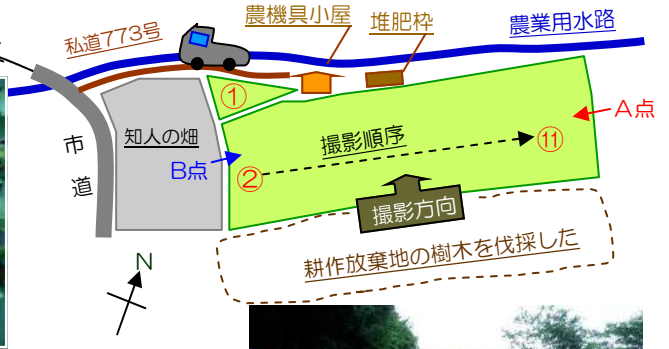 農機具小屋
堆肥枠
農業用水路
私道773号
①
A点
知人の畑
撮影順序
⑪
市道
B点
②
撮影方向
耕作放棄地の樹木を伐採した
N